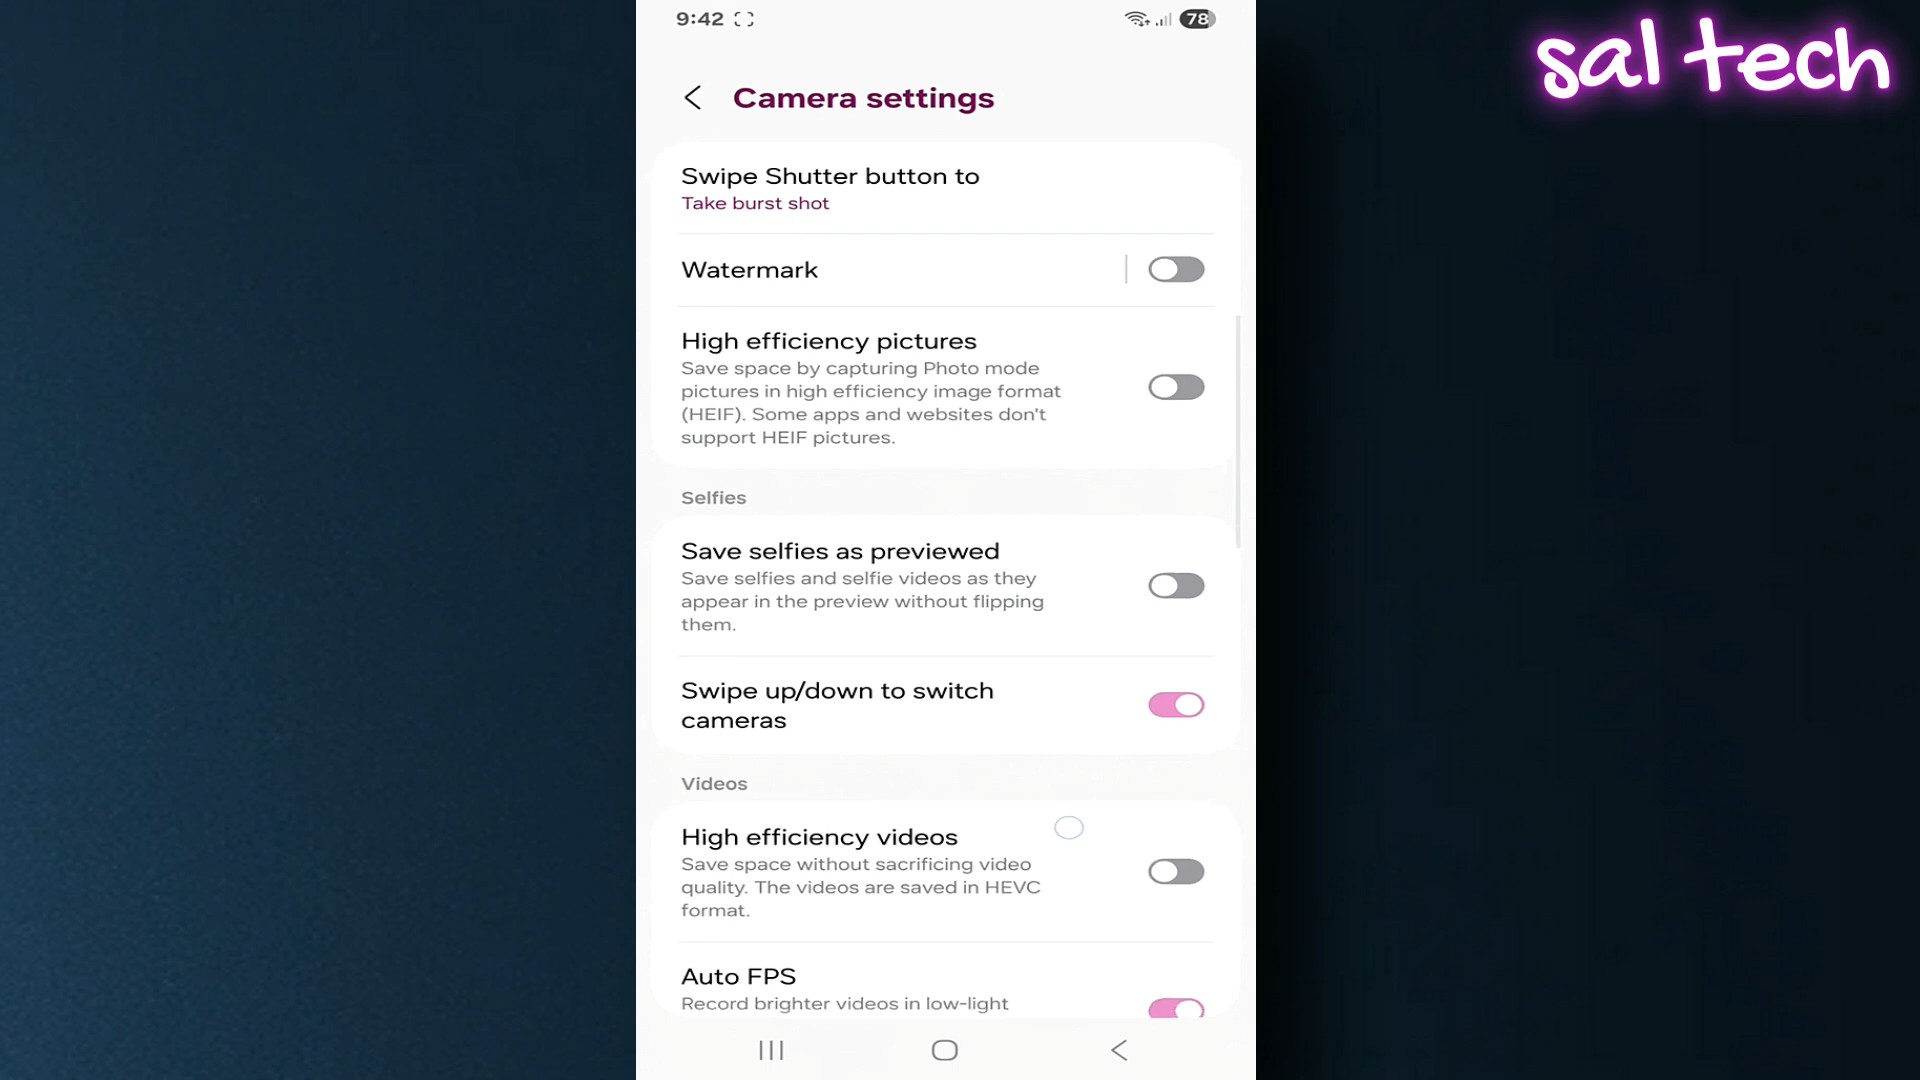 9:42
78
sal tech
Camera settings
Swipe Shutter button to
Take burst shot
Watermark
High efficiency pictures
Save space by capturing Photo mode
pictures in high efficiency image format
(HEIF). Some apps and websites don't
support HEIF pictures.
Selfies
Save selfies as previewed
Save selfies and selfie videos as they
appear in the preview without flipping
them.
Swipe up/down to switch
cameras
Videos
High efficiency videos
Save space without sacrificing video
quality. The videos are saved in HEVC
format.
Auto FPS
Record brighter videos in low-light